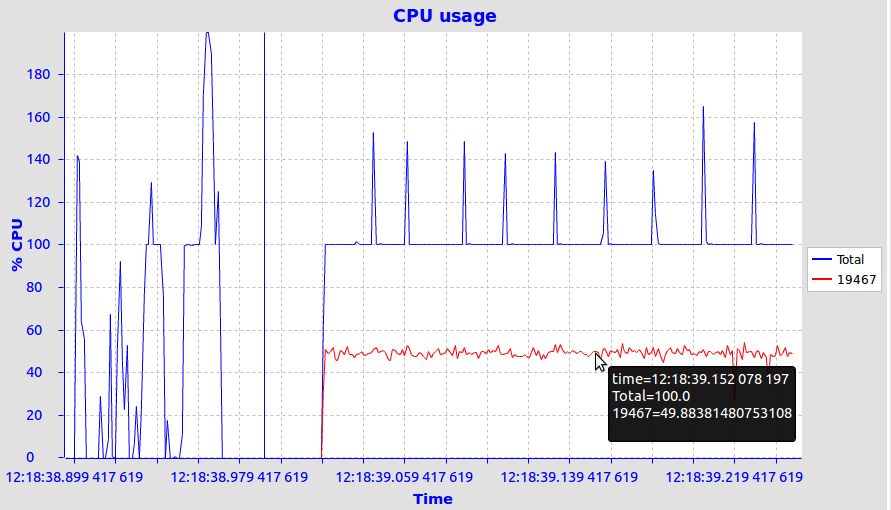 CPU usage
% CPU
180
160
140
120
100
80
60
40
20
0
12:18:38.899 417 619
12:18:38.979 417 619
12:18:39.059 417 619
12:18:39.139 417 619
12:18:39.219 417 619
Time
Total
19467
time=12:18:39.152 078 197
Total=100.0
19467=49.88381480753108